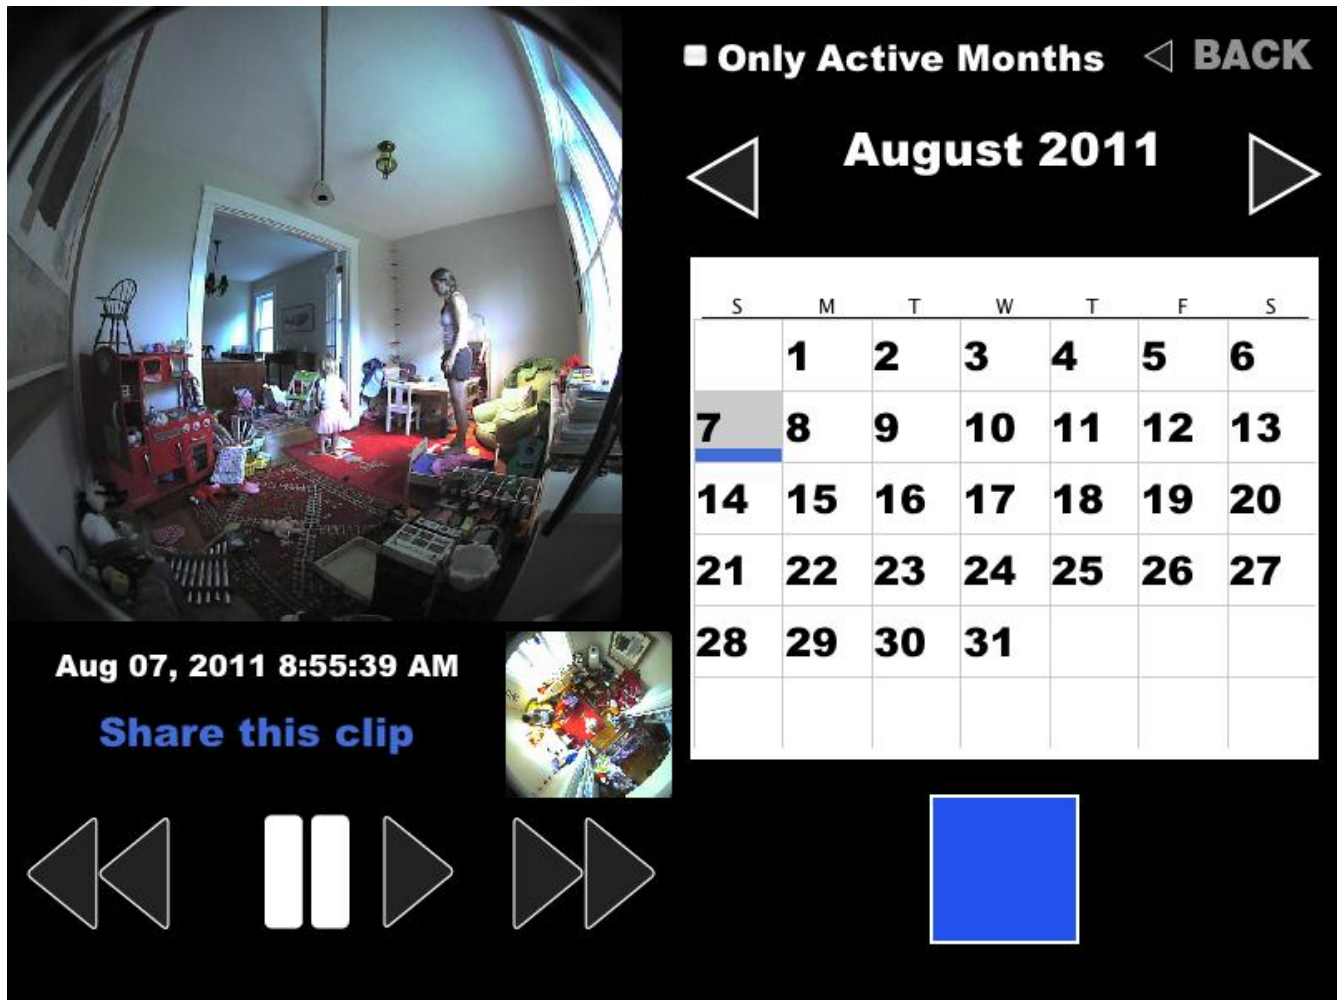 Only Active Months
BACK
August 2011
S M T W T F S
1 2 3 4 5 6
7 8 9 10 11 12 13
14 15 16 17 18 19 20
21 22 23 24 25 26 27
28 29 30 31
Aug 07, 2011 8:55:39 AM
Share this clip